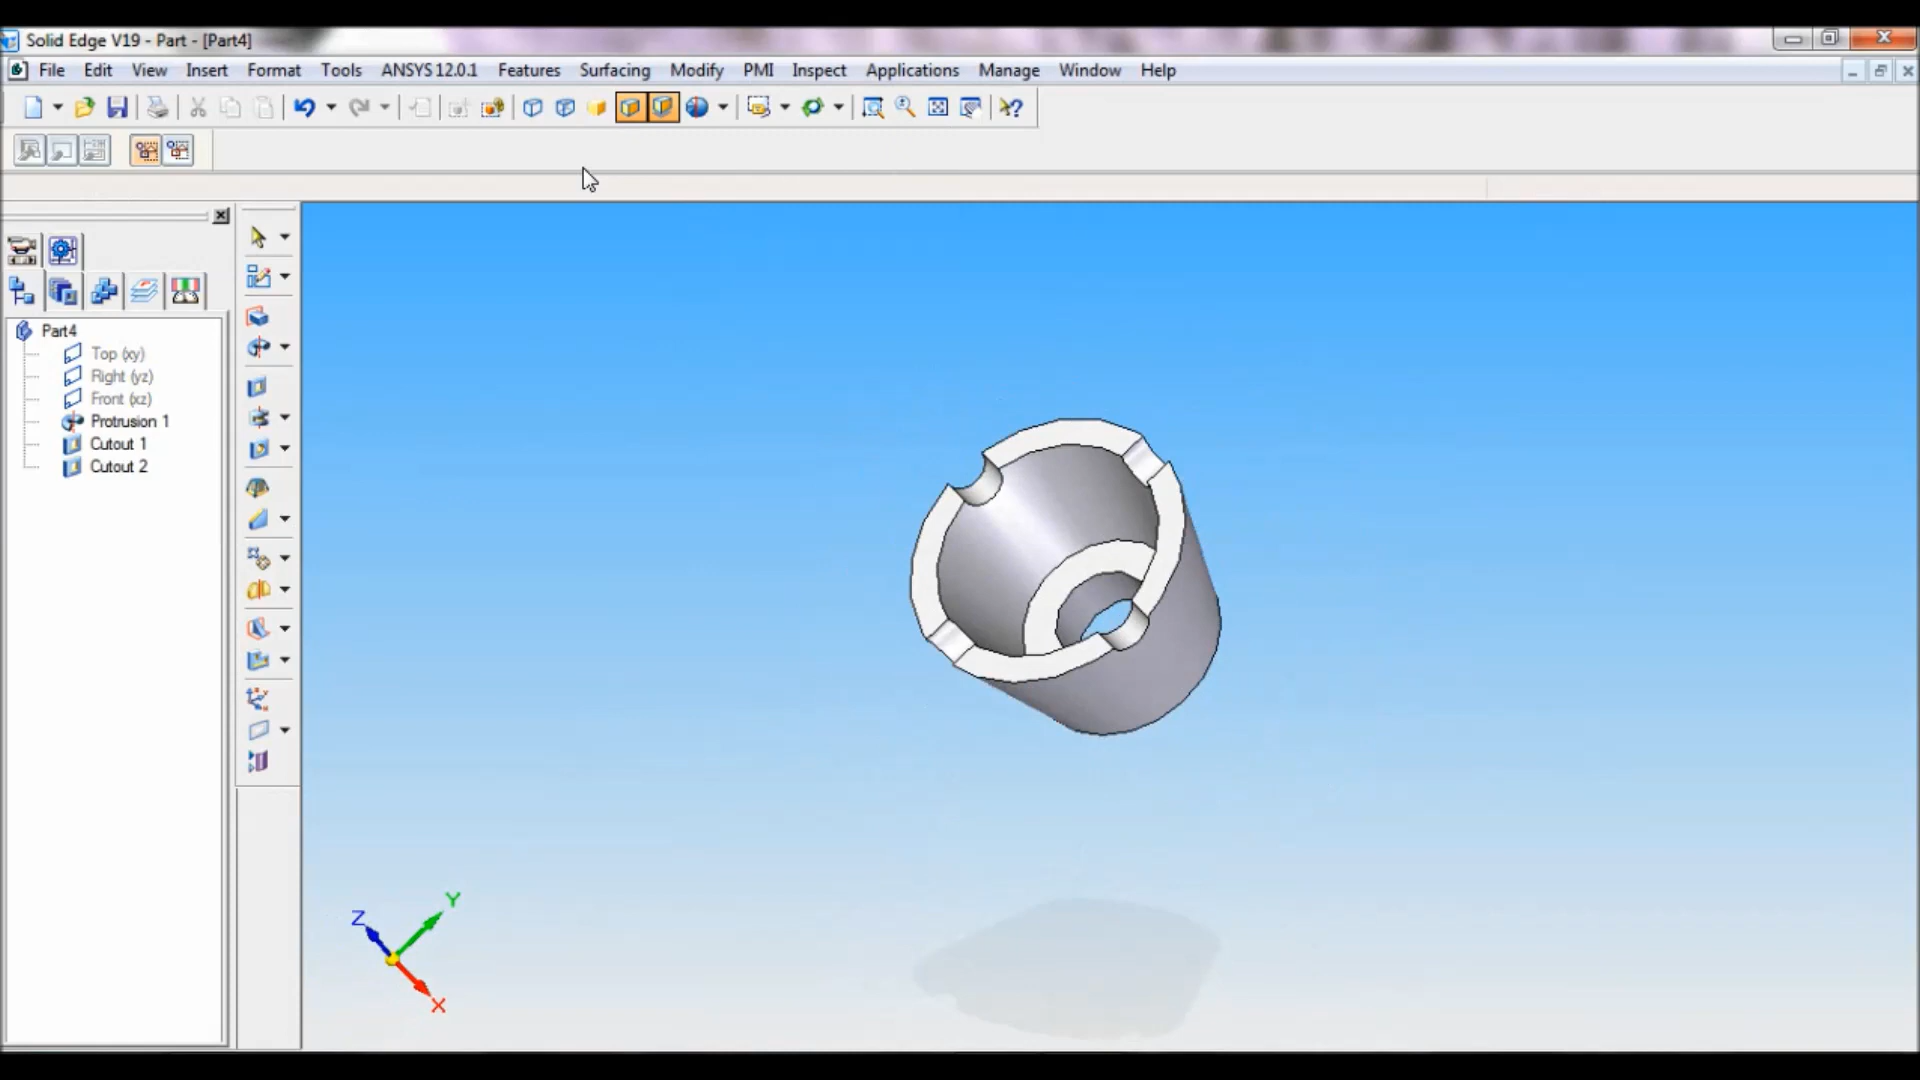 Solid Edge V19 - Part - [Part4]
File Edit View Insert Format Tools ANSYS 12.0.1 Features Surfacing Modify PMI Inspect Applications Manage Window Help
Part4
Top (xy)
Right (yz)
Front (xz)
Protrusion 1
Cutout 1
Cutout 2
Y
Z
X